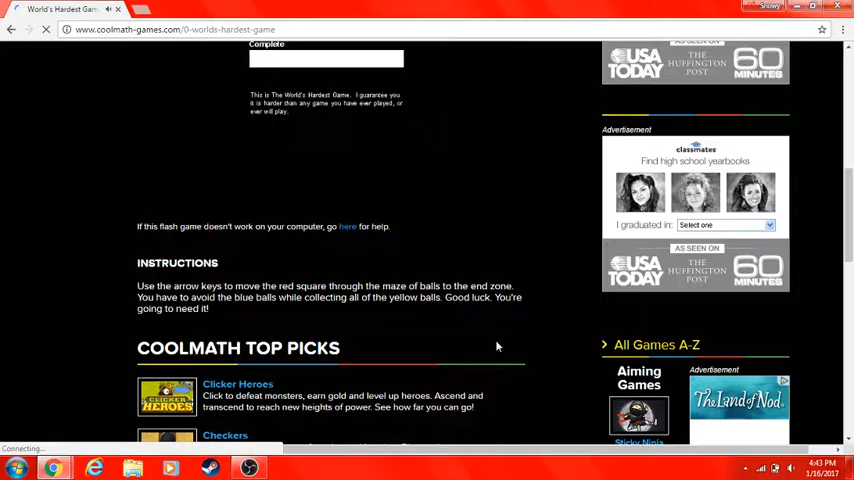 World's Hardest Gam
Snowy
www.coolmath-games.com/0-worlds-hardest-game
Complete
This is The World's Hardest Game. I guarantee you
it is harder than any game you have ever played, or
ever will play.
If this flash game doesn't work on your computer, go here for help.
INSTRUCTIONS
Use the arrow keys to move the red square through the maze of balls to the end zone.
You have to avoid the blue balls while collecting all of the yellow balls. Good luck. You're
going to need it!
COOLMATH TOP PICKS
CLICKER
HEROES
Clicker Heroes
Click to defeat monsters, earn gold and level up heroes. Ascend and
transcend to reach new heights of power. See how far you can go!
Checkers
AS SEEN ON
USA
TODAY
THE
HUFFINGTON
POST
60
MINUTES
Advertisement
classmates
Find high school yearbooks
I graduated in: Select one
AS SEEN ON
USA
TODAY
THE
HUFFINGTON
POST
60
MINUTES
> All Games A-Z
Aiming
Games
Sticky Ninja
Advertisement
The Land of Nod
Connecting...
4:43 PM
1/16/2017